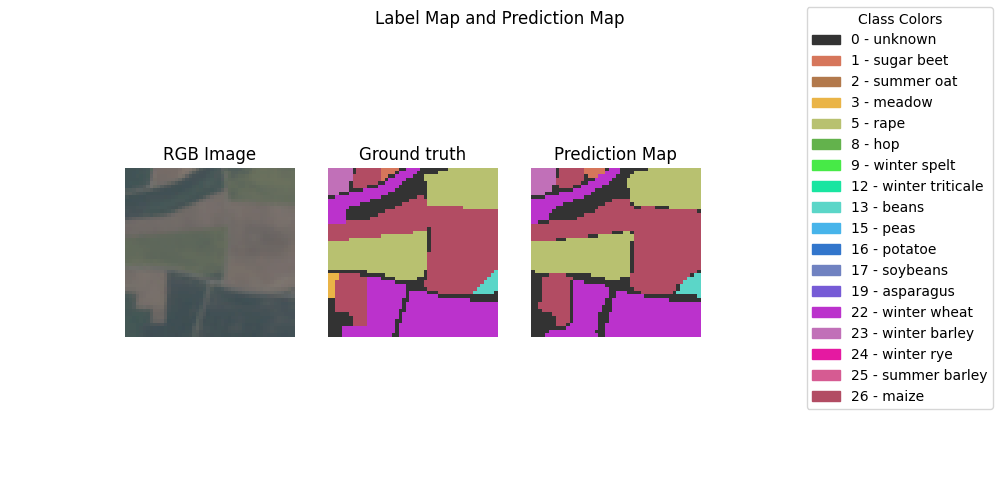 Label Map and Prediction Map
RGB Image
Ground truth
Prediction Map
Class Colors
0 - unknown
1 - sugar beet
2 - summer oat
3 - meadow
5 - rape
8 - hop
9 - winter spelt
12 - winter triticale
13 - beans
15 - peas
16 - potatoe
17 - soybeans
19 - asparagus
22 - winter wheat
23 - winter barley
24 - winter rye
25 - summer barley
26 - maize